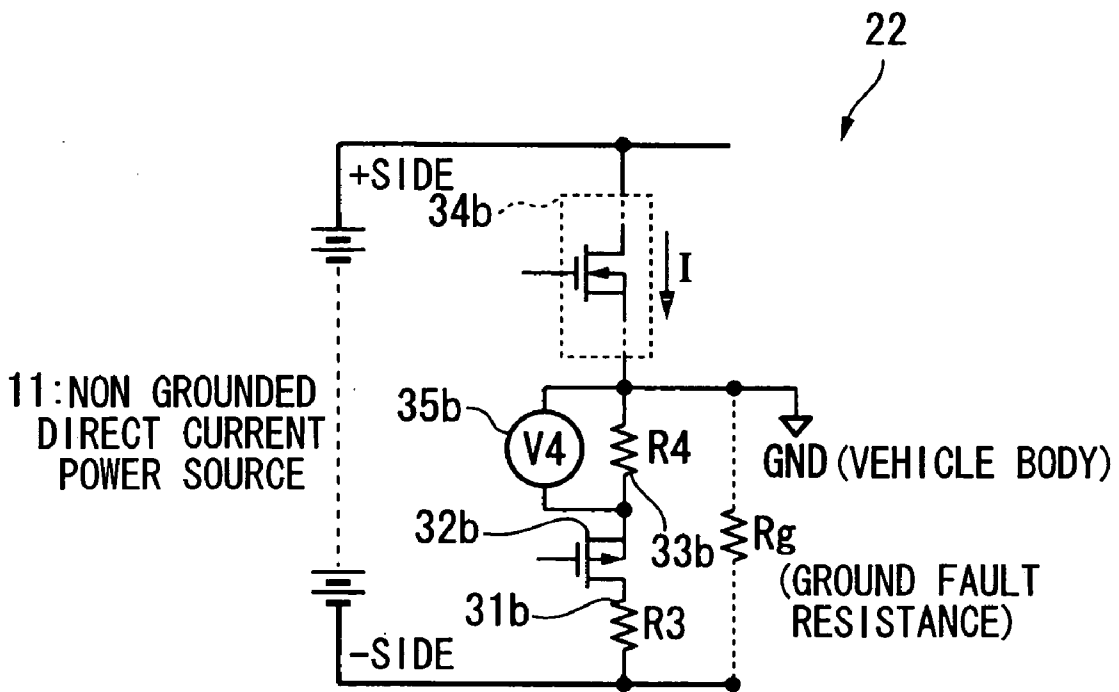 22
+SIDE
34b
I
11:NON GROUNDED
DIRECT CURRENT
POWER SOURCE
35b
V4
R4
GND (VEHICLE BODY)
32b
33b
Rg
(GROUND FAULT
RESISTANCE)
31b
R3
-SIDE